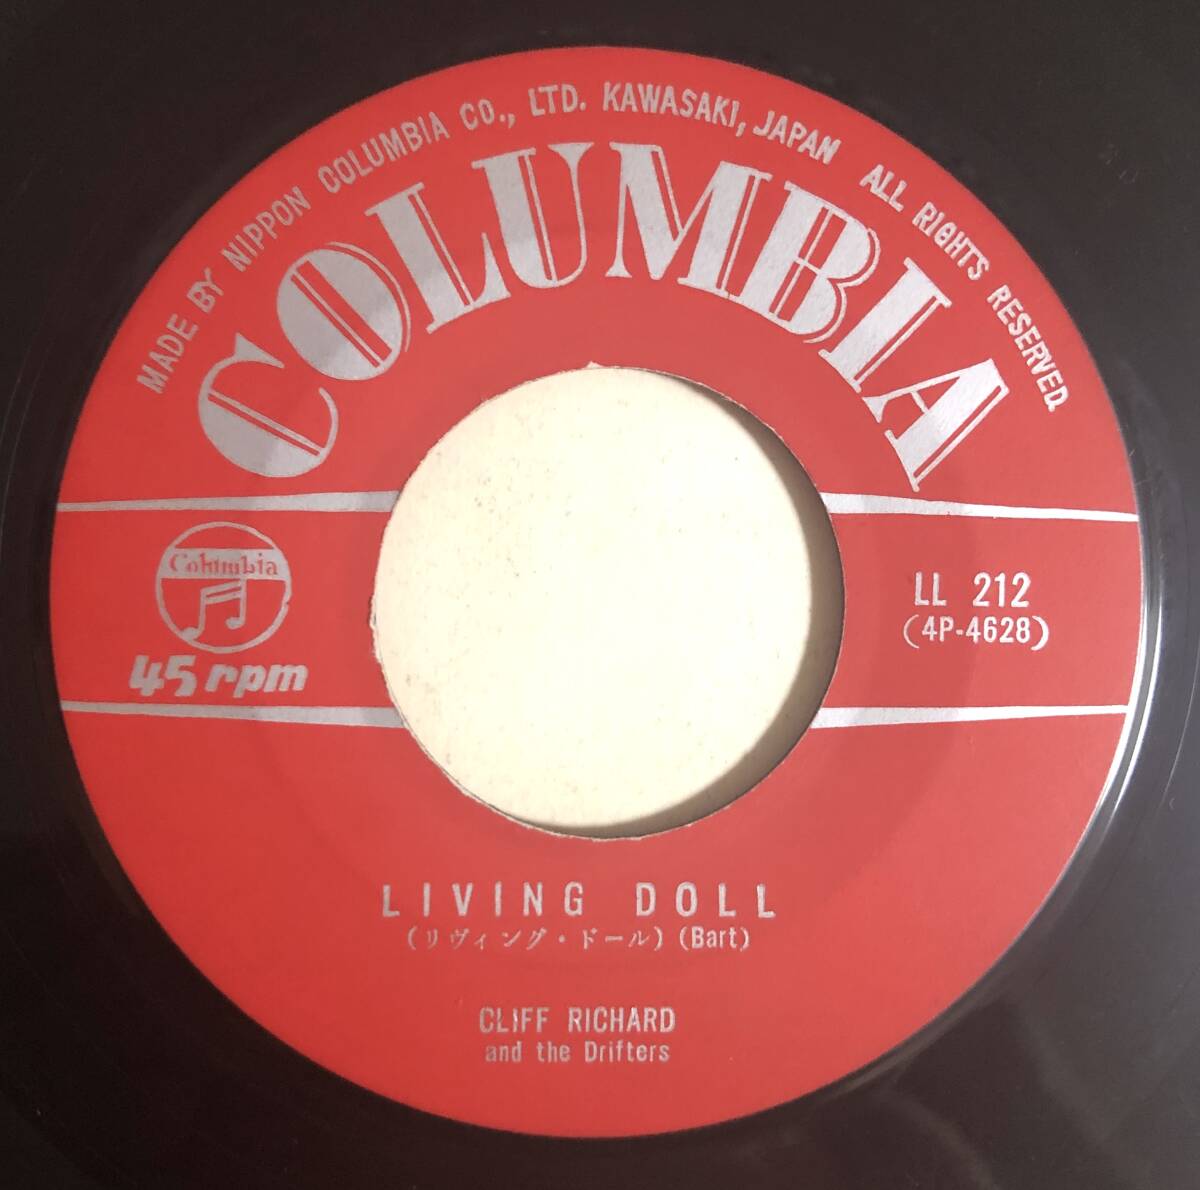 MADE BY NIPPON COLUMBIA CO., LTD. KAWASAKI, JAPAN ALL RIGHTS RESERVED.
COLUMBIA
Columbia
45 rpm
LL 212
(4P-4628)
LIVING DOLL
(リヴィング・ドール) (Bart)
CLIFF RICHARD
and the Drifters